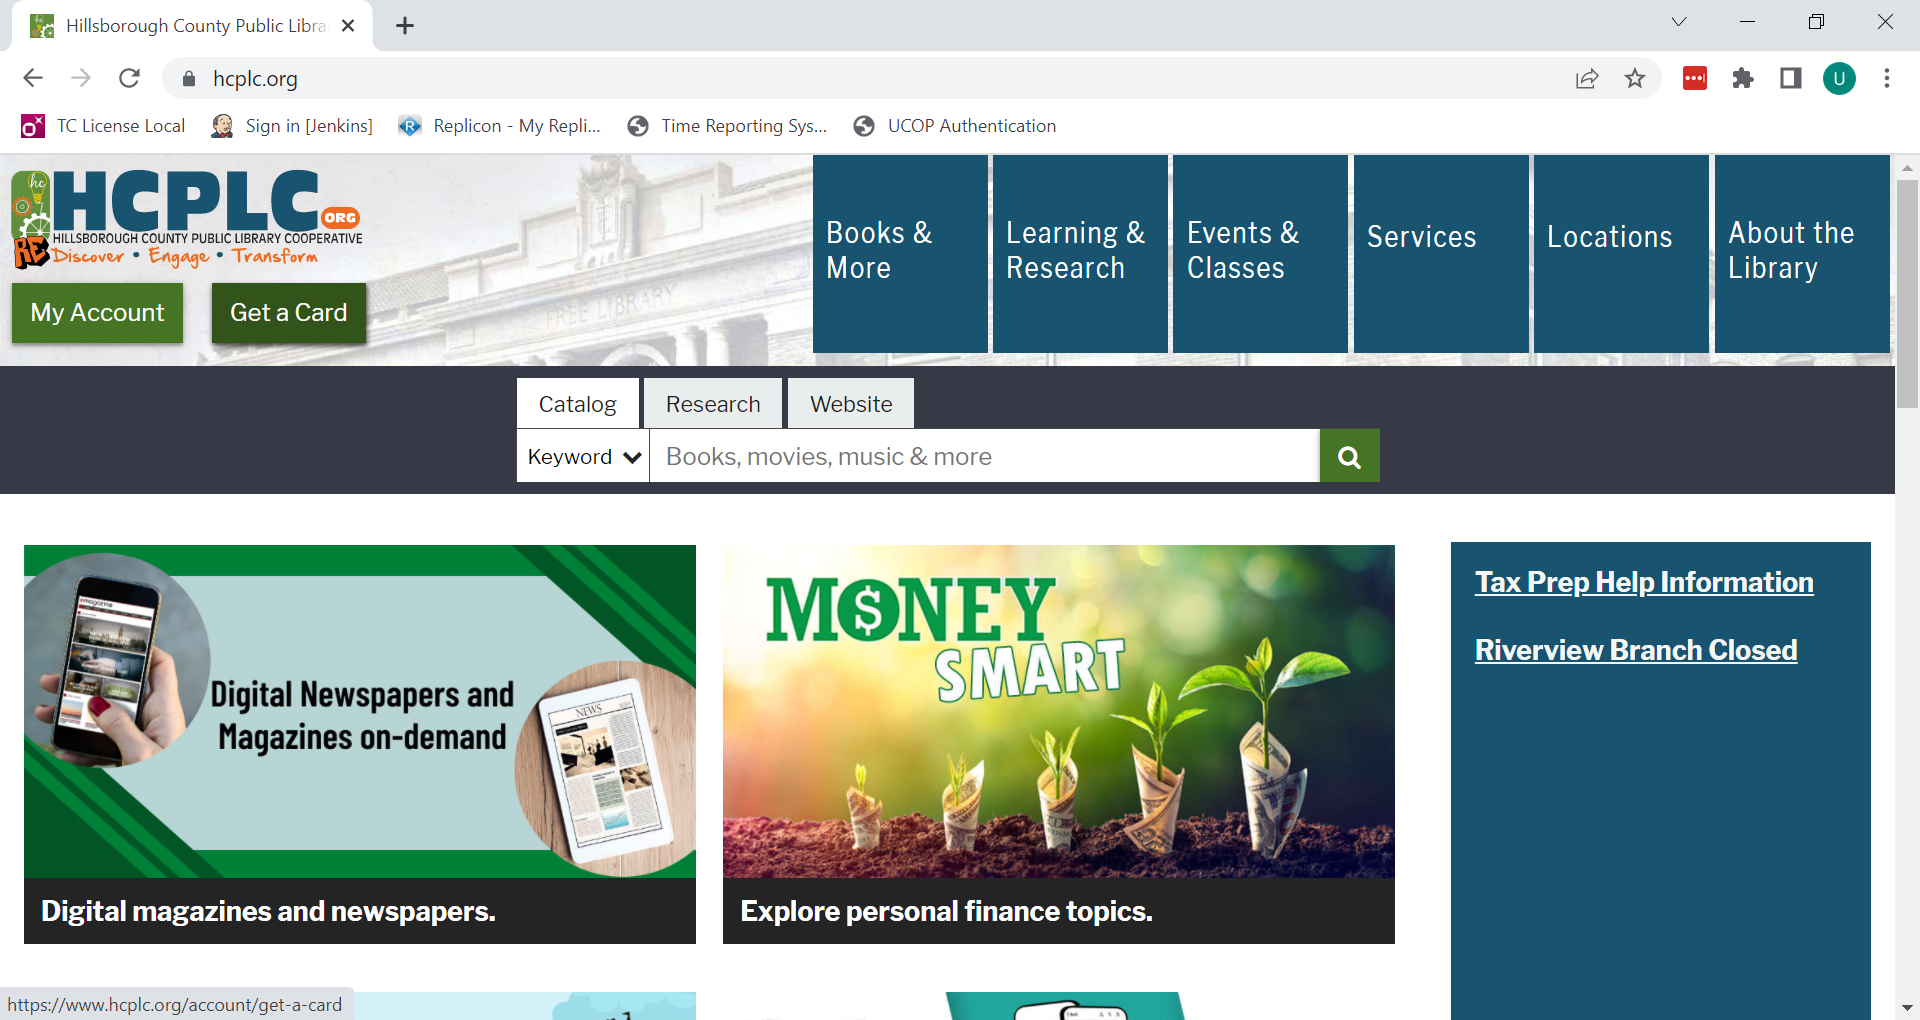 Hillsborough County Public Libra
hcplc.org
U
TC License Local
Sign in [Jenkins]
Replicon - My Repli...
Time Reporting Sys...
UCOP Authentication
hc
HCPLC
ORG
HILLSBOROUGH COUNTY PUBLIC LIBRARY COOPERATIVE
RE Discover • Engage • Transform
My Account
Get a Card
FREE LIBRARY
Books &
More
Learning &
Research
Events &
Classes
Services
Locations
About the
Library
Catalog
Research
Website
Keyword
Books, movies, music & more
Digital Newspapers and
Magazines on-demand
NEWS
Digital magazines and newspapers.
M$NEY
SMART
Explore personal finance topics.
Tax Prep Help Information
Riverview Branch Closed
https://www.hcplc.org/account/get-a-card